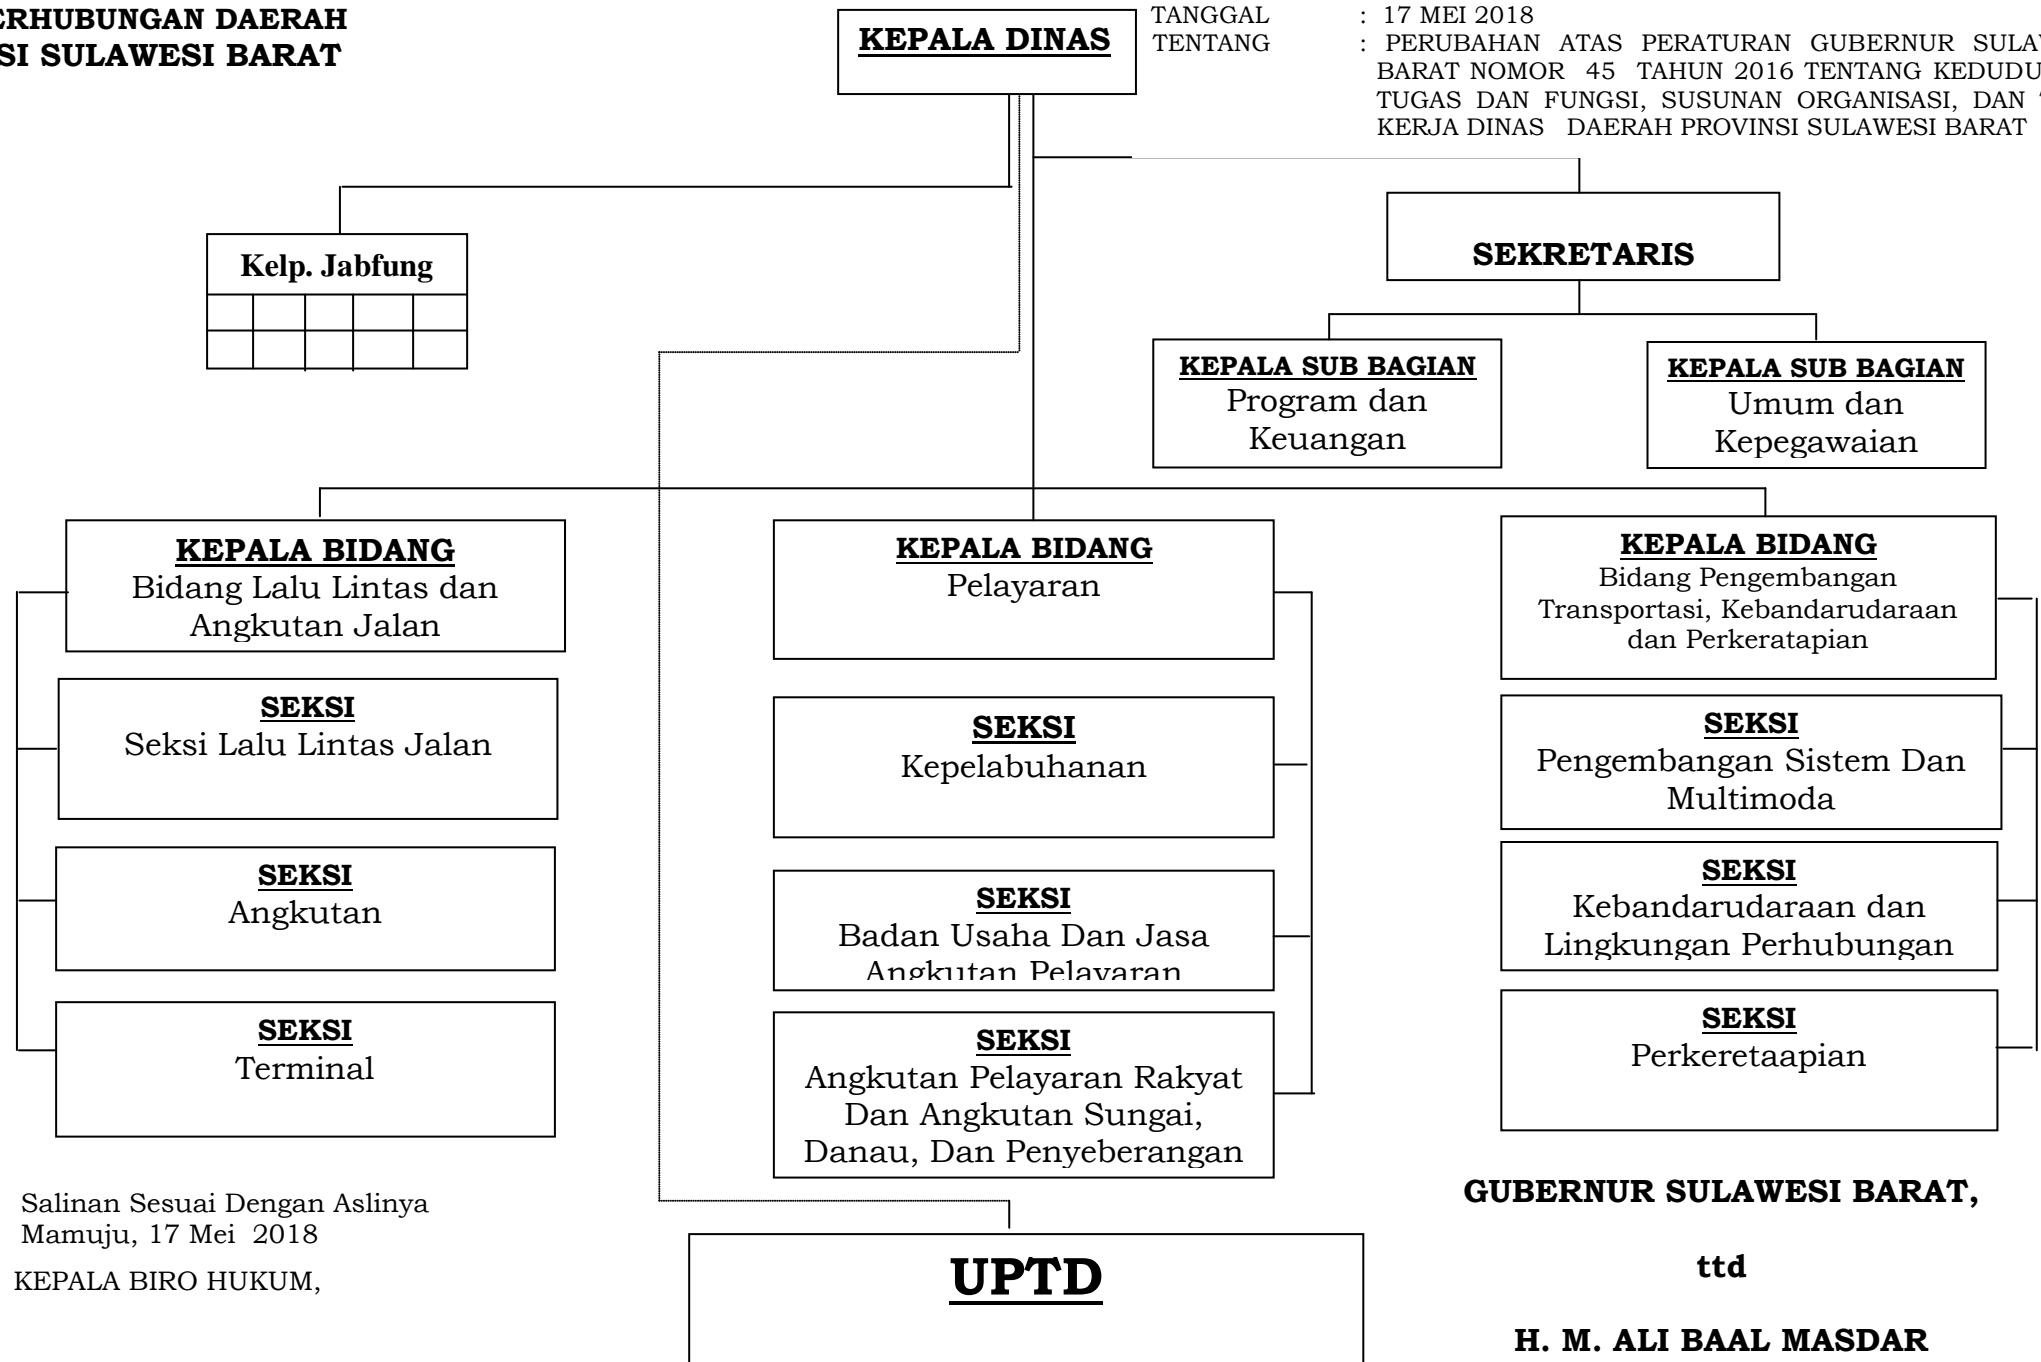 ERHUBUNGAN DAERAH
SI SULAWESI BARAT
KEPALA DINAS
TANGGAL : 17 MEI 2018
TENTANG : PERUBAHAN ATAS PERATURAN GUBERNUR
BARAT NOMOR 45 TAHUN 2016 TENTANG
TUGAS DAN FUNGSI, SUSUNAN ORGANISASI, DAN
KERJA DINAS DAERAH PROVINSI SULAWESI BARAT
Kelp. Jabfung
SEKRETARIS
KEPALA SUB BAGIAN
Program dan
Keuangan
KEPALA SUB BAGIAN
Umum dan
Kepegawaian
KEPALA BIDANG
Bidang Lalu Lintas dan
Angkutan Jalan
SEKSI
Seksi Lalu Lintas Jalan
SEKSI
Angkutan
SEKSI
Terminal
KEPALA BIDANG
Pelayaran
SEKSI
Kepelabuhanan
SEKSI
Badan Usaha Dan Jasa
Angkutan Pelayaran
SEKSI
Angkutan Pelayaran Rakyat
Dan Angkutan Sungai,
Danau, Dan Penyeberangan
KEPALA BIDANG
Bidang Pengembangan
Transportasi, Kebandarudaraan
dan Perkeratapian
SEKSI
Pengembangan Sistem Dan
Multimoda
SEKSI
Kebandarudaraan dan
Lingkungan Perhubungan
SEKSI
Perkeretaapian
UPTD
Salinan Sesuai Dengan Aslinya
Mamuju, 17 Mei 2018
KEPALA BIRO HUKUM,
GUBERNUR SULAWESI BARAT,
ttd
H. M. ALI BAAL MASDAR